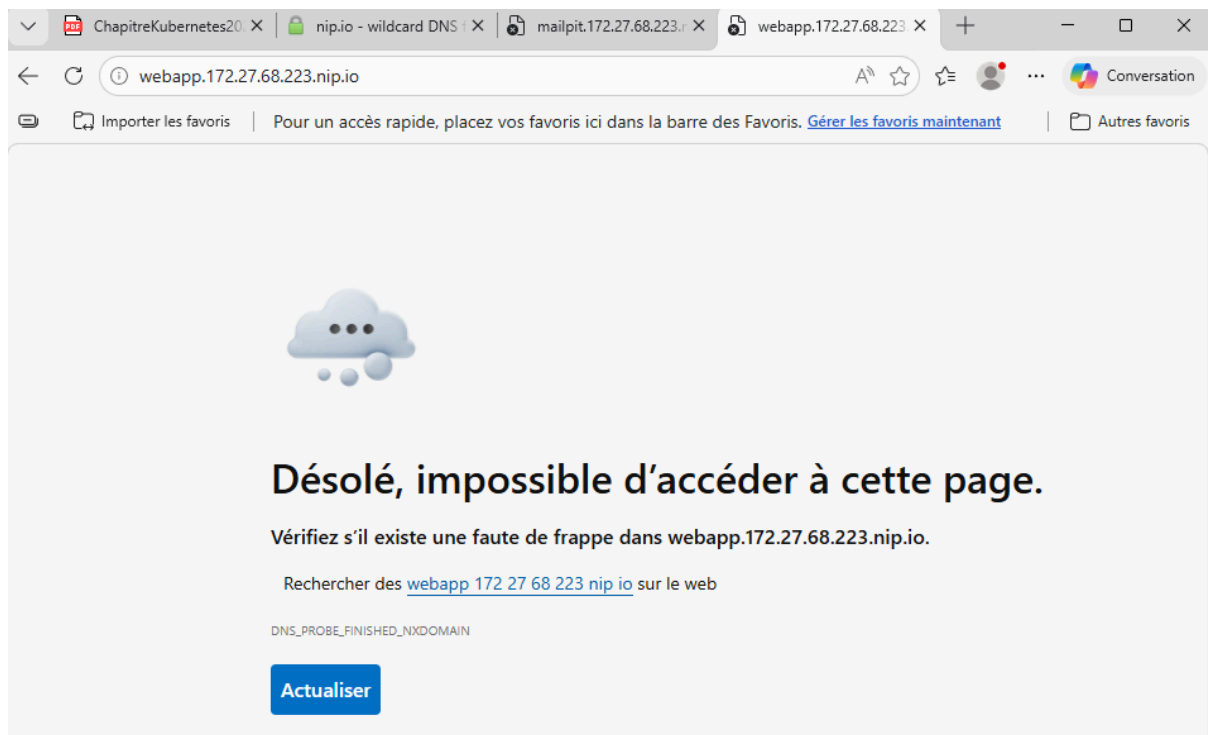 ChapitreKubernetes20
nip.io - wildcard DNS f
mailpit.172.27.68.223.r
webapp.172.27.68.223.
webapp.172.27.68.223.nip.io
Conversation
Importer les favoris
Pour un accès rapide, placez vos favoris ici dans la barre des Favoris. Gérer les favoris maintenant
Autres favoris
Désolé, impossible d’accéder à cette page.
Vérifiez s’il existe une faute de frappe dans webapp.172.27.68.223.nip.io.
Rechercher des webapp 172 27 68 223 nip io sur le web
DNS_PROBE_FINISHED_NXDOMAIN
Actualiser